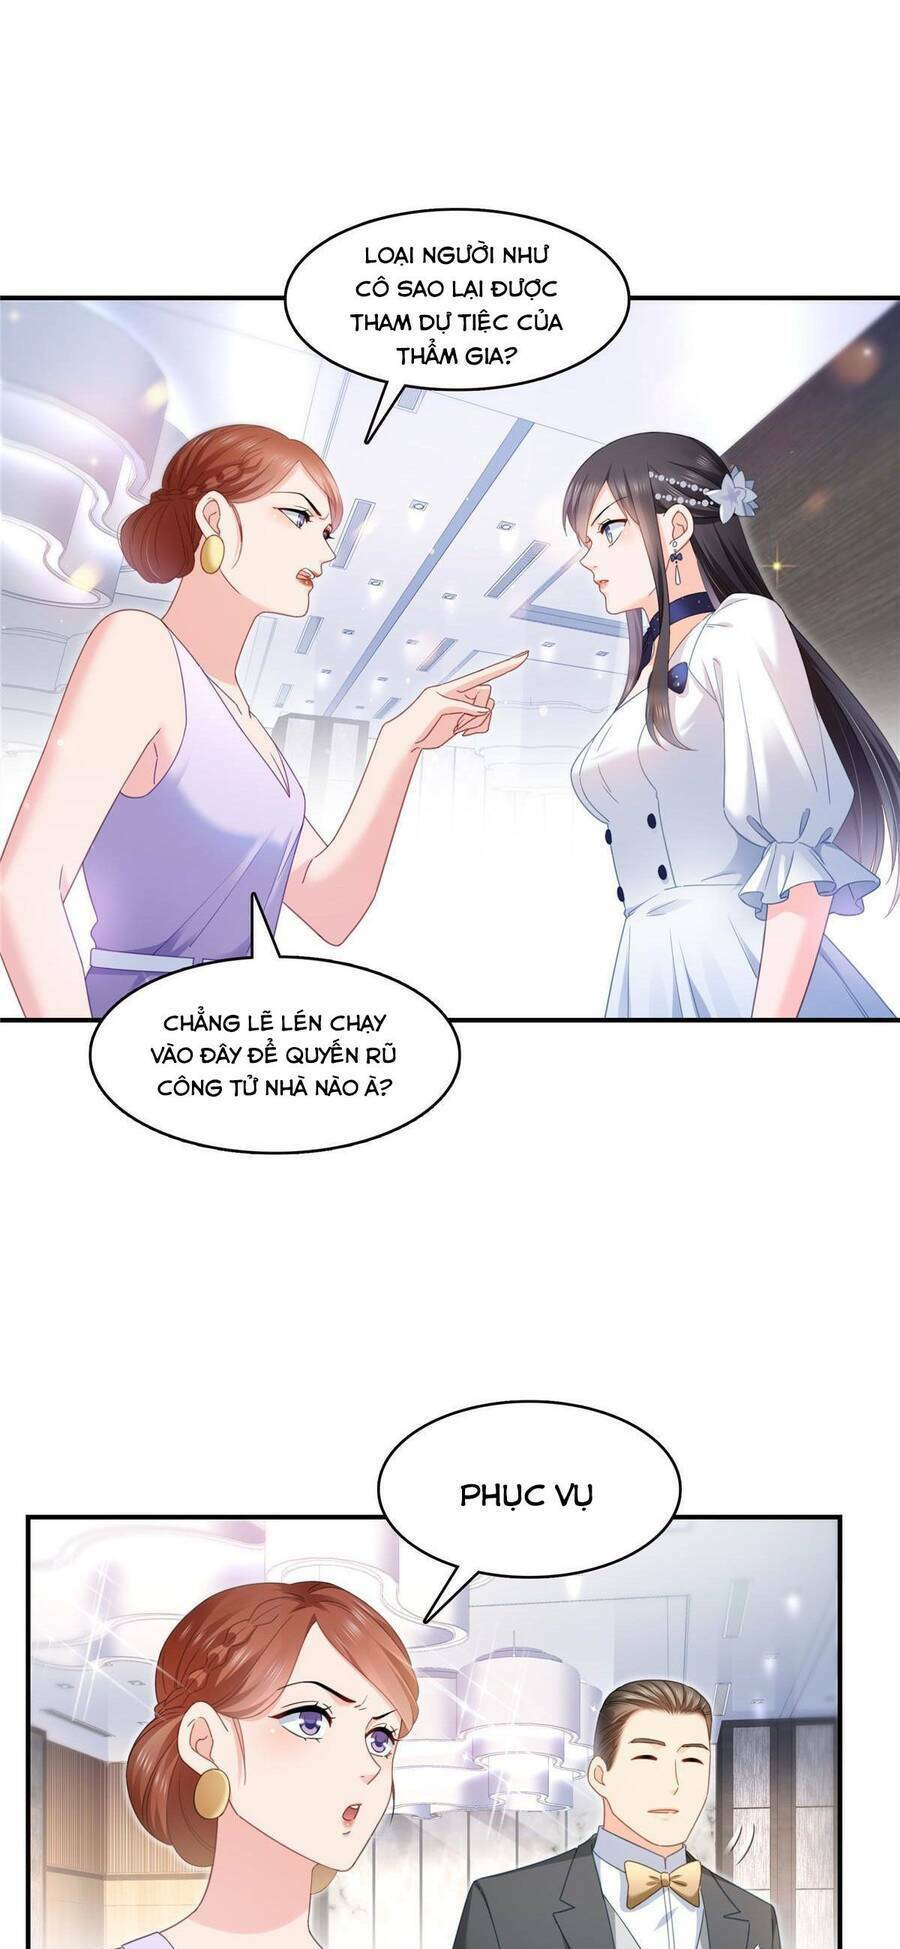 LOẠI NGƯỜI NHƯ
CÔ SAO LẠI ĐƯỢC
THAM DỰ TIỆC CỦA
THẨM GIA?
CHẲNG LẼ LÉN CHẠY
VÀO ĐÂY ĐỂ QUYẾN RŨ
CÔNG TỬ NHÀ NÀO À?
PHỤC VỤ